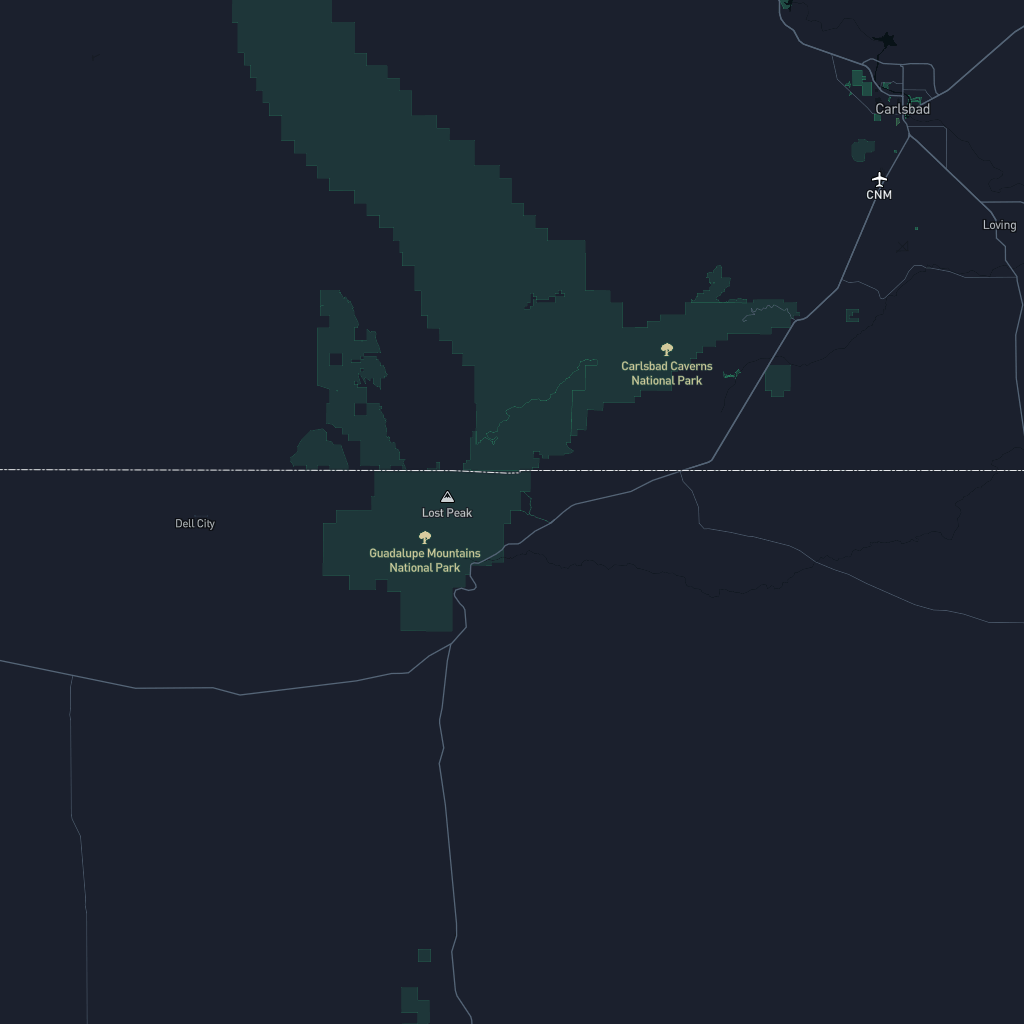 Carlsbad
CNM
Loving
Carlsbad Caverns
National Park
Lost Peak
Dell City
Guadalupe Mountains
National Park